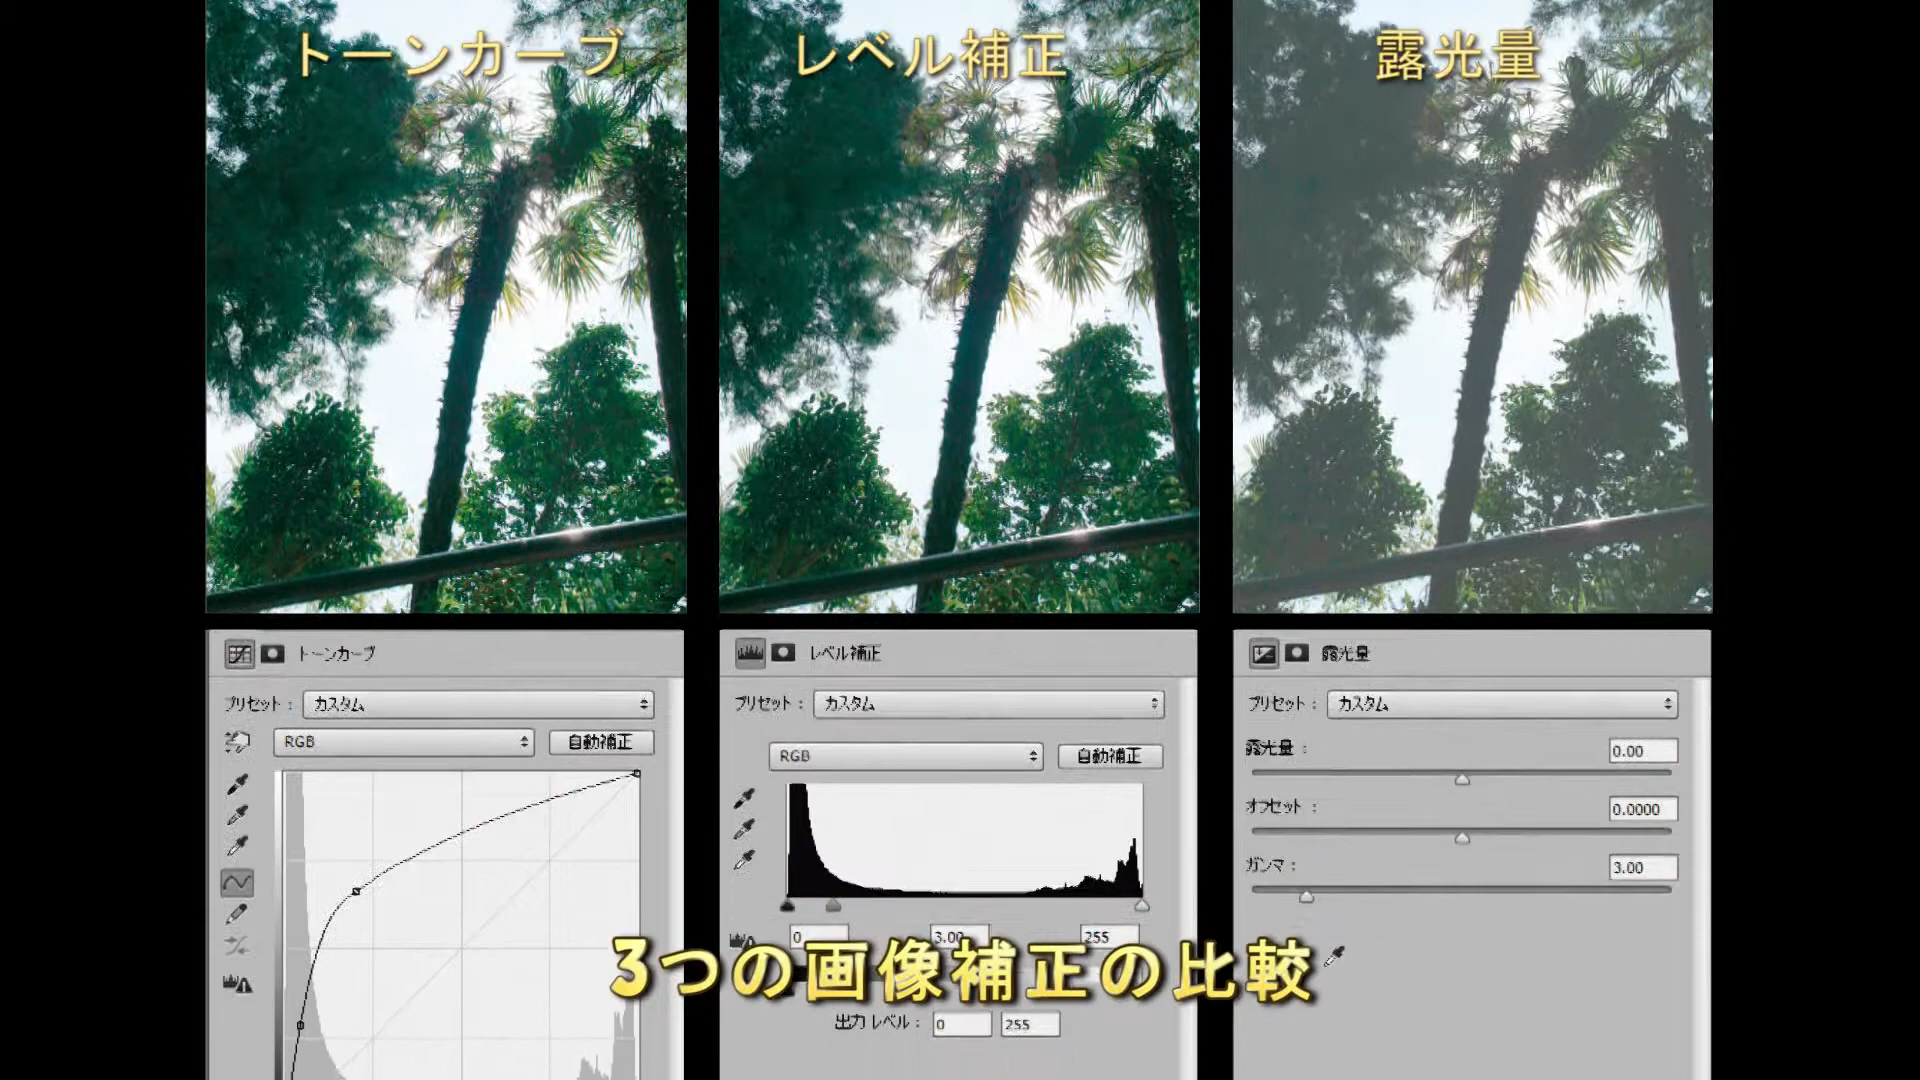 トーンカーブ
レベル補正
露光量
トーンカーブ
プリセット：
カスタム
RGB
自動補正
レベル補正
プリセット：
カスタム
RGB
自動補正
0
3.00
255
出力レベル：
0
255
露光量
プリセット：
カスタム
露光量：
0.00
オフセット：
0.0000
ガンマ：
3.00
3つの画像補正の比較